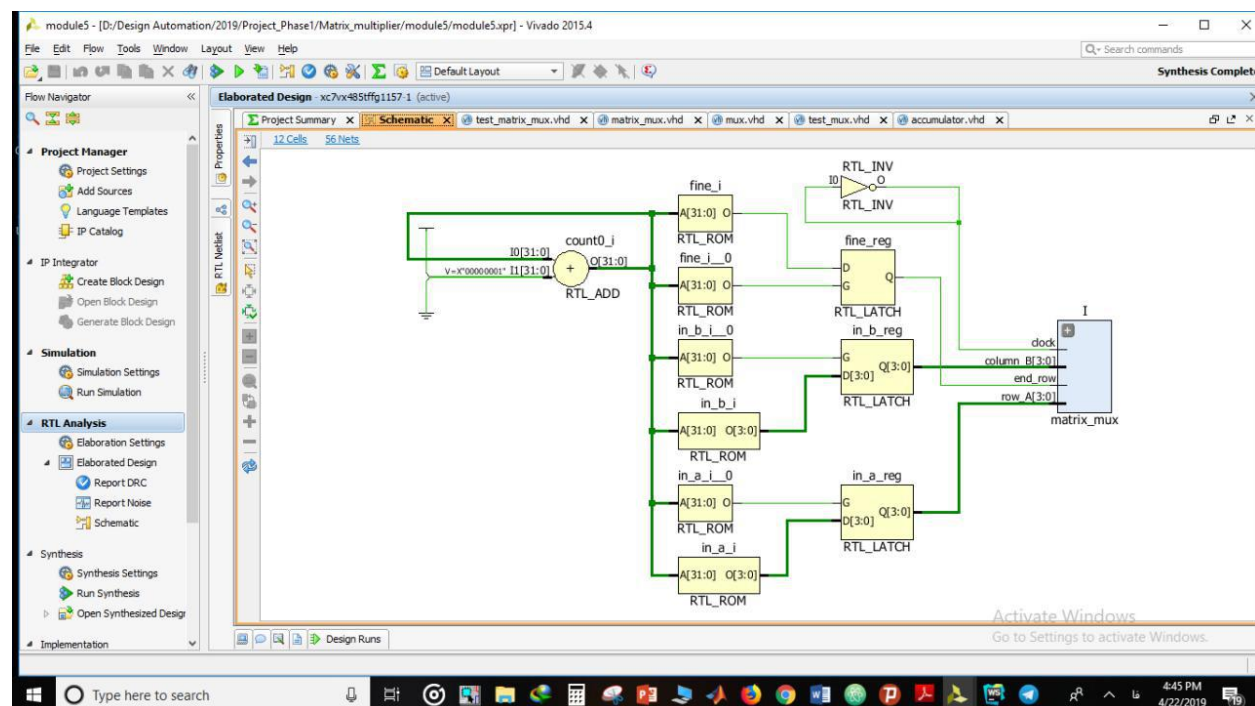 module5 - [D:/Design Automation/2019/Project_Phase1/Matrix_multiplier/module5/module5.xpr] - Vivado 2015.4
File Edit Flow Tools Window Layout View Help
Search commands
Default Layout
Synthesis Complet
Flow Navigator
Project Manager
Project Settings
Add Sources
Language Templates
IP Catalog
IP Integrator
Create Block Design
Open Block Design
Generate Block Design
Simulation
Simulation Settings
Run Simulation
RTL Analysis
Elaboration Settings
Elaborated Design
Report DRC
Report Noise
Schematic
Synthesis
Synthesis Settings
Run Synthesis
Open Synthesized Desigr
Implementation
Elaborated Design - xc7vx485tffg1157-1 (active)
Project Summary
Schematic
test_matrix_mux.vhd
matrix_mux.vhd
mux.vhd
test_mux.vhd
accumulator.vhd
Properties
RTL Netlist
12 Cells 56 Nets
RTL_INV
I0 O
RTL_INV
fine_i
A[31:0] O
RTL_ROM
count0_i
I0[31:0]
V=X"00000001" I1[31:0]
+
O[31:0]
RTL_ADD
fine_i__0
A[31:0] O
RTL_ROM
fine_reg
D
G
Q
RTL_LATCH
in_b_i__0
A[31:0] O
RTL_ROM
in_b_reg
G
D[3:0]
Q[3:0]
RTL_LATCH
in_b_i
A[31:0] O[3:0]
RTL_ROM
in_a_i__0
A[31:0] O
RTL_ROM
in_a_reg
G
D[3:0]
Q[3:0]
RTL_LATCH
in_a_i
A[31:0] O[3:0]
RTL_ROM
I
clock
column_B[3:0]
end_row
row_A[3:0]
matrix_mux
Activate Windows
Go to Settings to activate Windows.
Design Runs
Type here to search
4:45 PM
4/22/2019